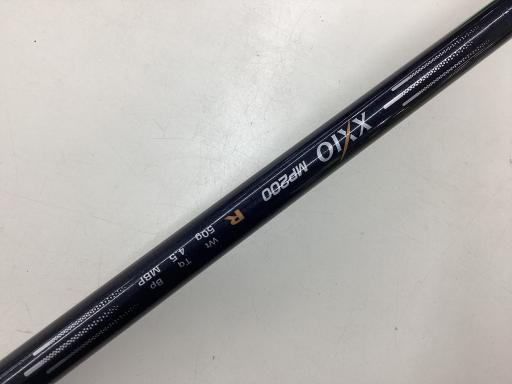 XXIO
MP200
R
Wt 50g
Tq 4.5
Bp MBP